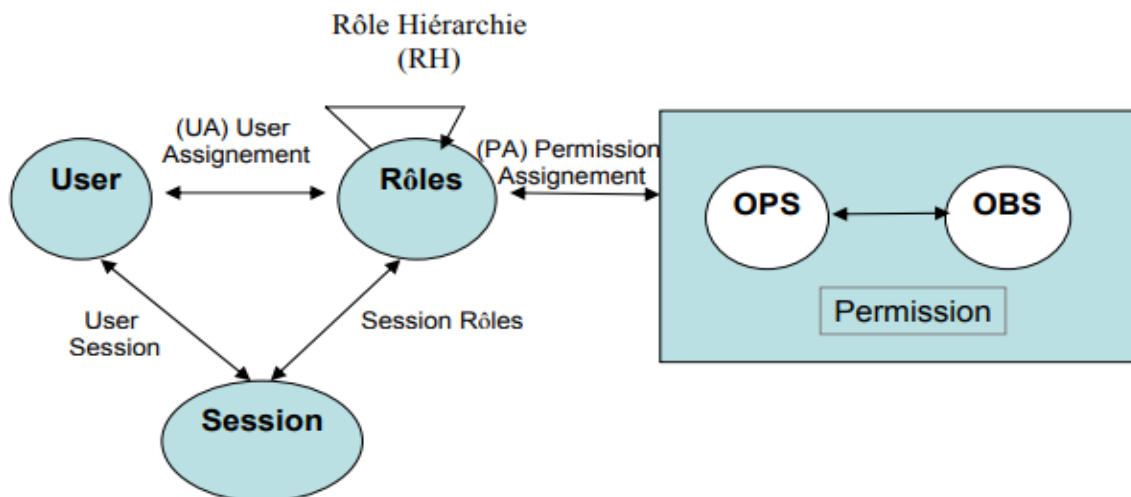 Rôle Hiérarchie
(RH)
(UA) User
Assignement
(PA) Permission
Assignement
User
Rôles
OPS
OBS
Permission
User
Session
Session Rôles
Session